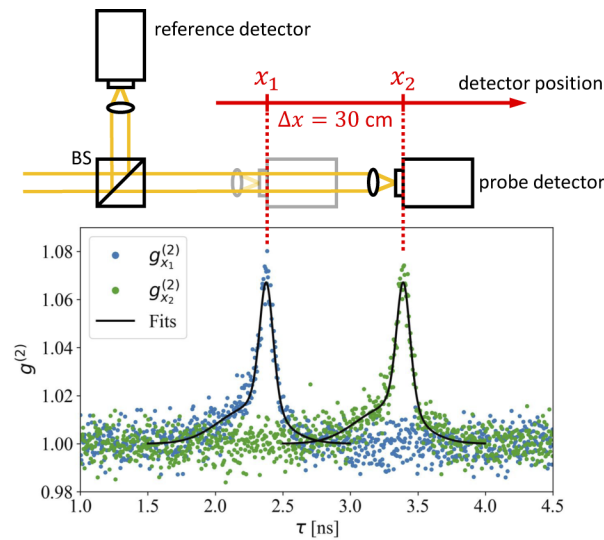 reference detector
x₁
x₂
detector position
Δx = 30 cm
BS
probe detector
g⁽²⁾ₓ₁
g⁽²⁾ₓ₂
Fits
g⁽²⁾
1.08
1.06
1.04
1.02
1.00
0.98
1.0 1.5 2.0 2.5 3.0 3.5 4.0 4.5
τ [ns]